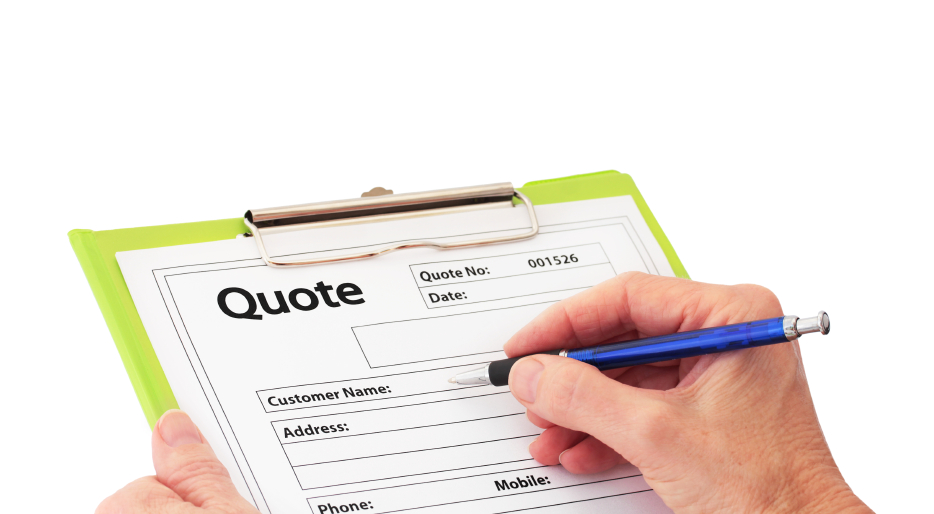 Quote
Quote No: 001526
Date:
Customer Name:
Address:
Phone: Mobile: